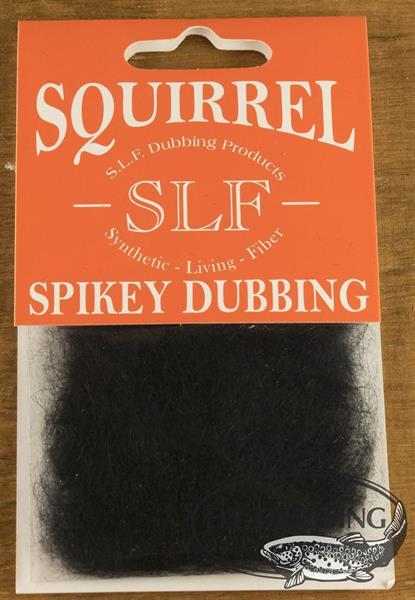 SQUIRREL
S.L.F. Dubbing Products
- SLF -
Synthetic - Living - Fiber
SPIKEY DUBBING